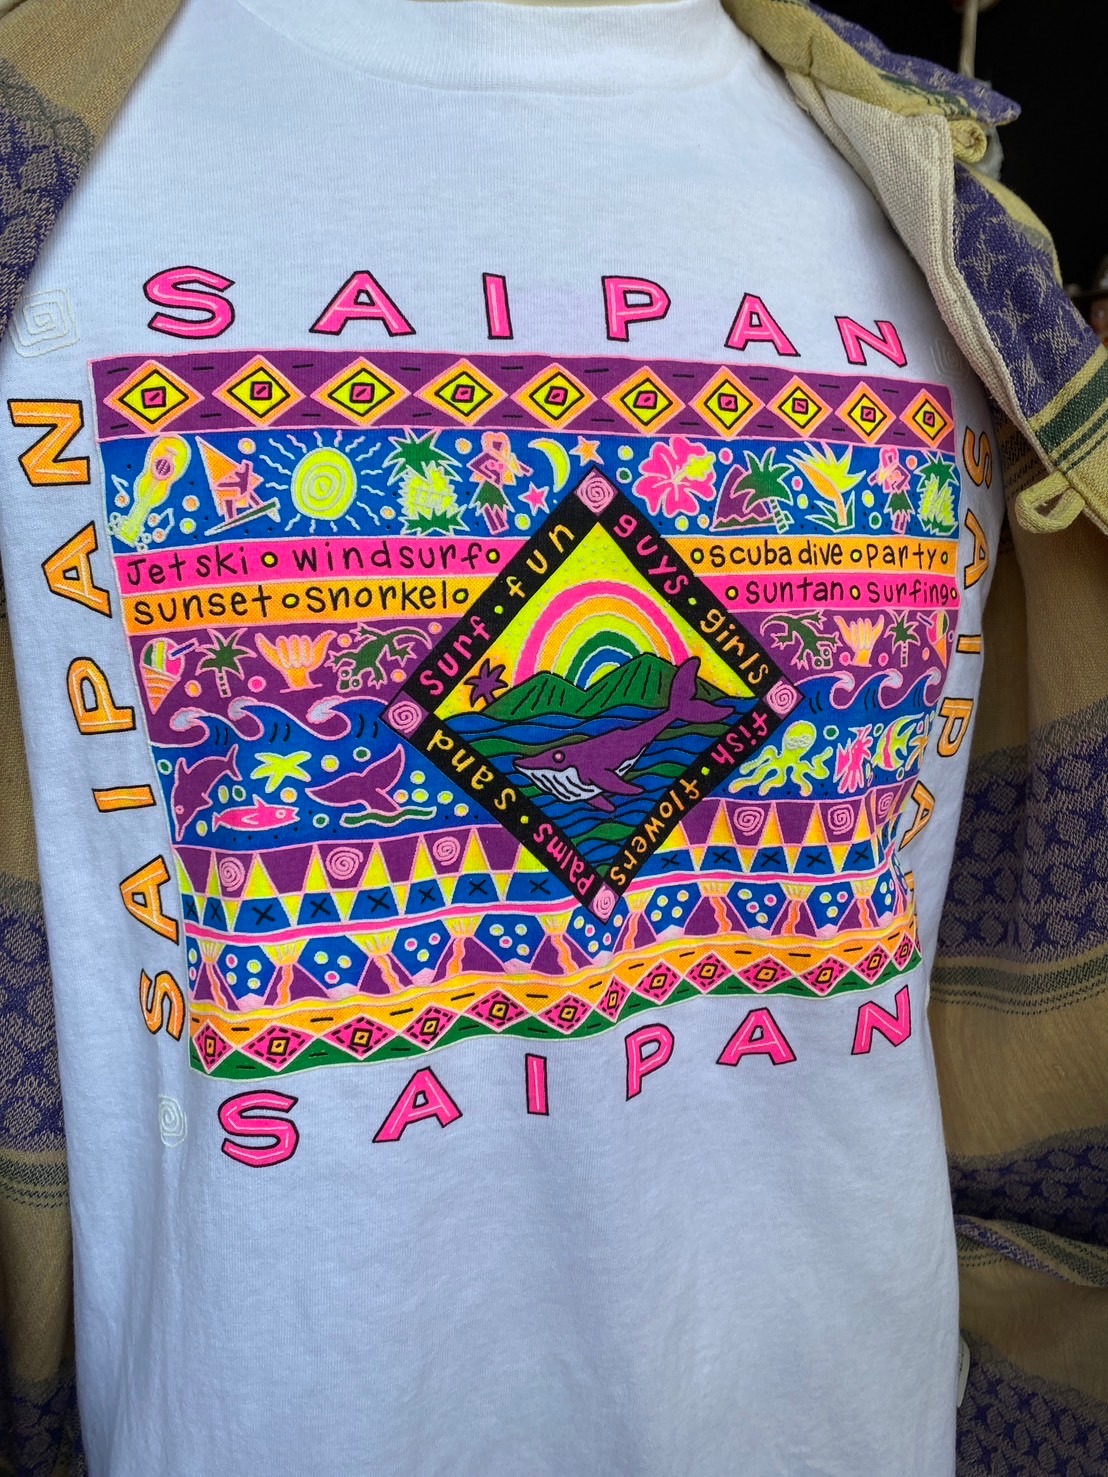 SAIPAN
SAIPAN
SAIPAN
Jet ski o windsurf o
o scuba dive o party o
sunset o snorkel o
o suntan o surfing o
surf · fun
guys · girls
fish · flowers
palms · sand
SAIPAN